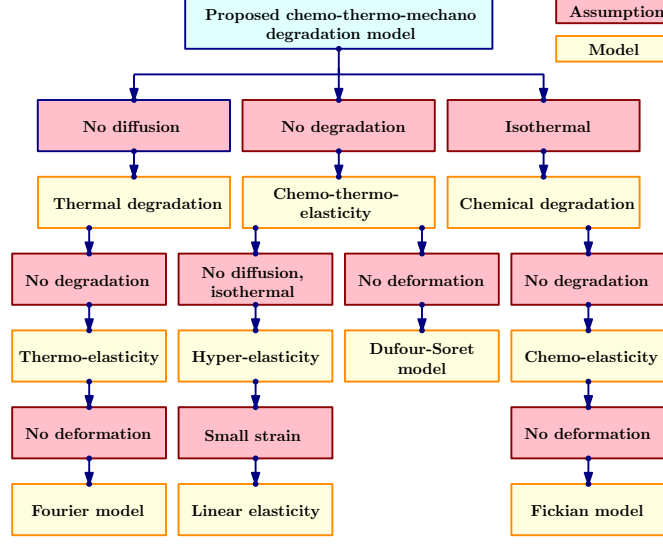 Proposed chemo-thermo-mechano
degradation model
Assumption
Model
No diffusion
No degradation
Isothermal
Thermal degradation
Chemo-thermo-
elasticity
Chemical degradation
No degradation
No diffusion,
isothermal
No deformation
No degradation
Thermo-elasticity
Hyper-elasticity
Dufour-Soret
model
Chemo-elasticity
No deformation
Small strain
No deformation
Fourier model
Linear elasticity
Fickian model